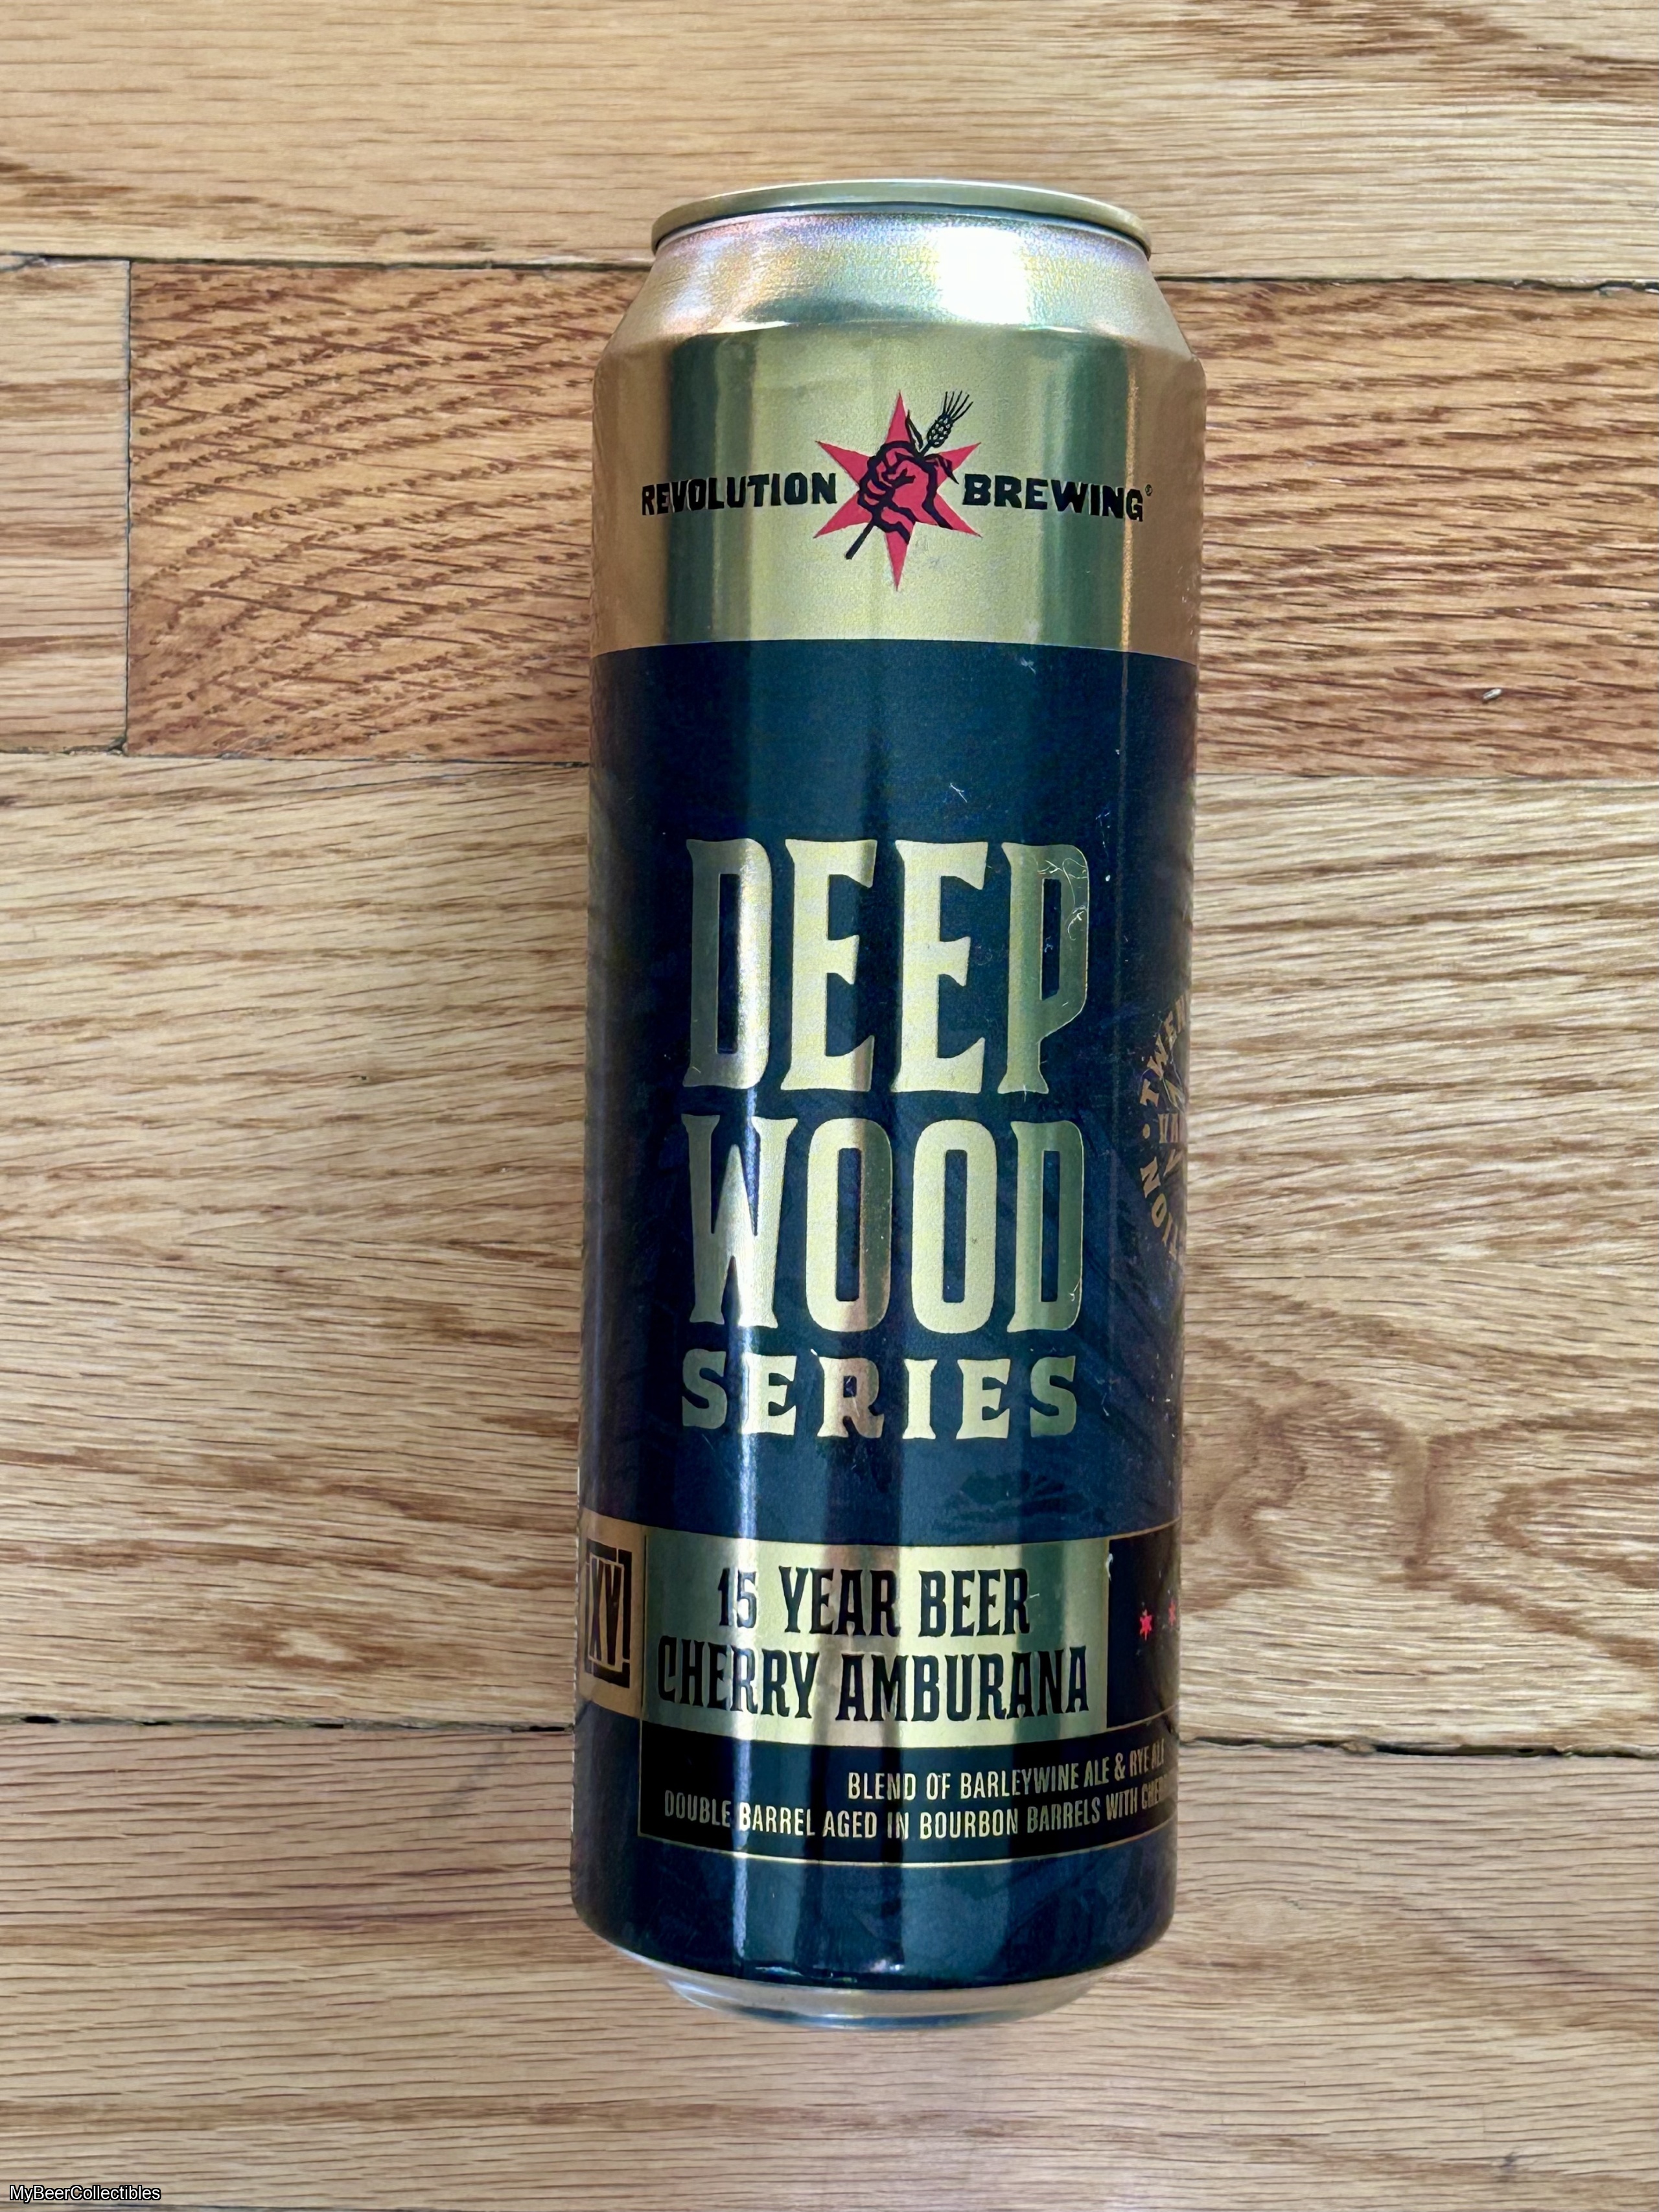 REVOLUTION BREWING®
DEEP
WOOD
SERIES
XV
15 YEAR BEER
CHERRY AMBURANA
BLEND OF BARLEYWINE ALE & RYE ALE
DOUBLE BARREL AGED IN BOURBON BARRELS WITH
MyBeerCollectibles